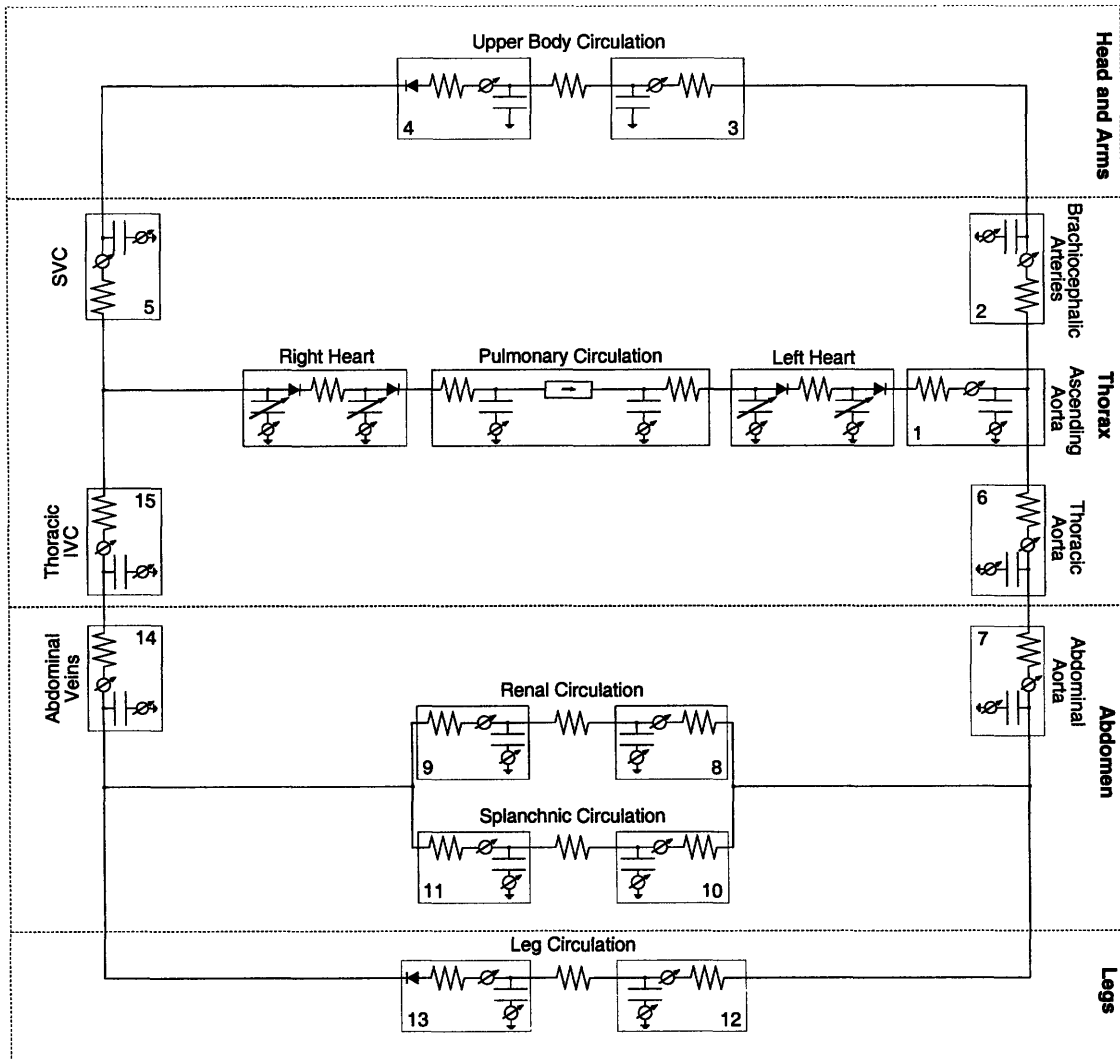 Upper Body Circulation
4
3
Head and Arms
SVC
5
Brachiocephalic
Arteries
2
Right Heart
Pulmonary Circulation
Left Heart
Ascending
Aorta
1
Thorax
Thoracic
IVC
15
6
Thoracic
Aorta
Abdominal
Veins
14
7
Abdominal
Aorta
Renal Circulation
9
8
Abdomen
Splanchnic Circulation
11
10
Leg Circulation
13
12
Legs